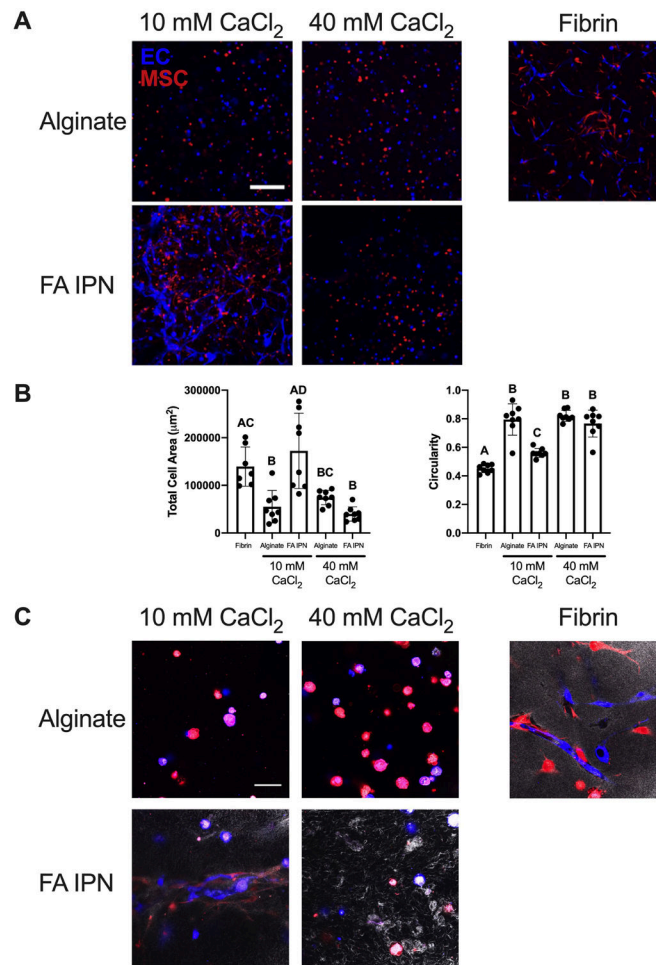 A
10 mM CaCl2
40 mM CaCl2
Fibrin
EC
MSC
Alginate
FA IPN
B
300000
200000
100000
0
Total Cell Area (μm2)
AC
B
AD
BC
B
Fibrin
Alginate
FA IPN
Alginate
FA IPN
10 mM
CaCl2
40 mM
CaCl2
1.0
0.8
0.6
0.4
0.2
0.0
Circularity
A
B
C
B
B
Fibrin
Alginate
FA IPN
Alginate
FA IPN
10 mM
CaCl2
40 mM
CaCl2
C
10 mM CaCl2
40 mM CaCl2
Fibrin
Alginate
FA IPN